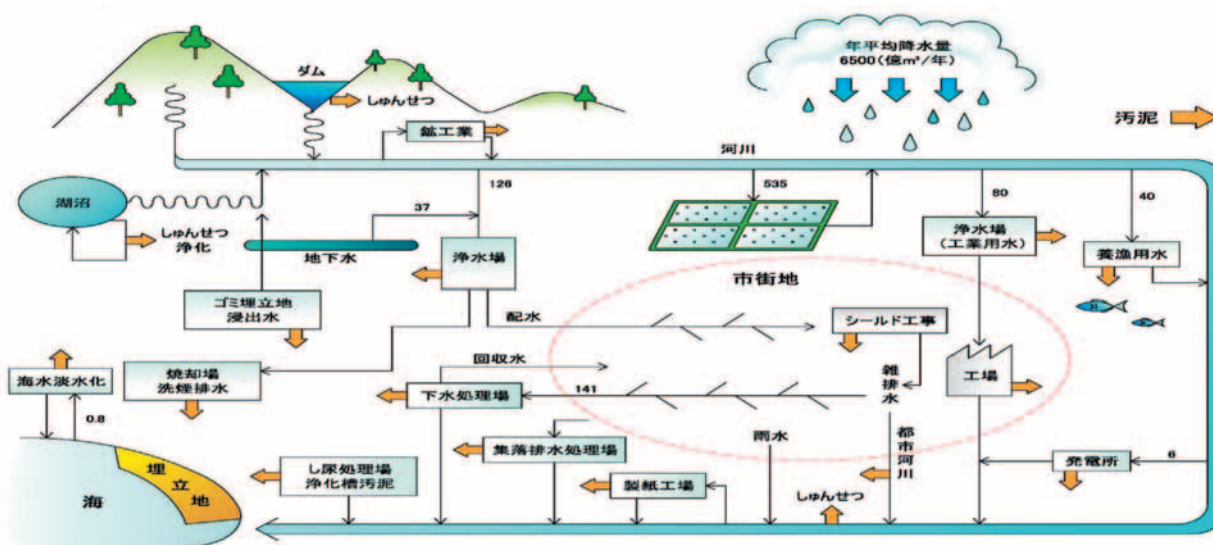 年平均降水量
6500(億m³/年)
ダム
しゅんせつ
汚泥
鉱工業
河川
126
535
80
40
湖沼
37
しゅんせつ
浄化
地下水
浄水場
浄水場
(工業用水)
養漁用水
市街地
ゴミ埋立地
浸出水
配水
シールド工事
回収水
焼却場
洗煙排水
海水淡水化
下水処理場
141
雑排水
工場
0.8
雨水
都市河川
集落排水処理場
発電所
6
埋立地
海
し尿処理場
浄化槽汚泥
製紙工場
しゅんせつ